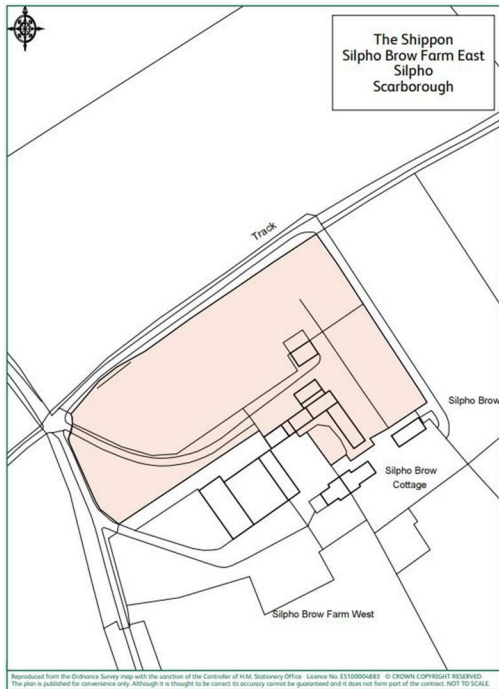 The Shippon
Silpho Brow Farm East
Silpho
Scarborough
Track
Silpho Brow
Silpho Brow
Cottage
Silpho Brow Farm West
Reproduced from the Ordnance Survey map with the sanction of the Controller of H.M. Stationery Office Licence No. ES100004883 © CROWN COPYRIGHT RESERVED
The plan is published for convenience only. Although it is thought to be correct its accuracy cannot be guaranteed and it does not form part of the contract. NOT TO SCALE.